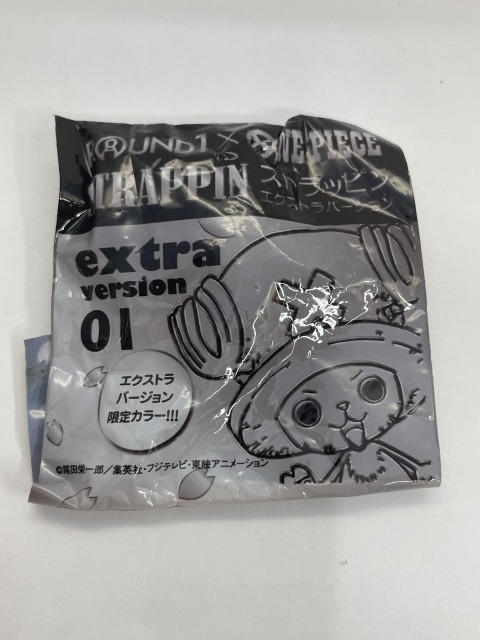 ROUND1 × ONE PIECE
TRAPPIN ストラッピン
エクストラバージョン
extra
version
01
エクストラ
バージョン
限定カラー!!!
©尾田栄一郎/集英社・フジテレビ・東映アニメーション